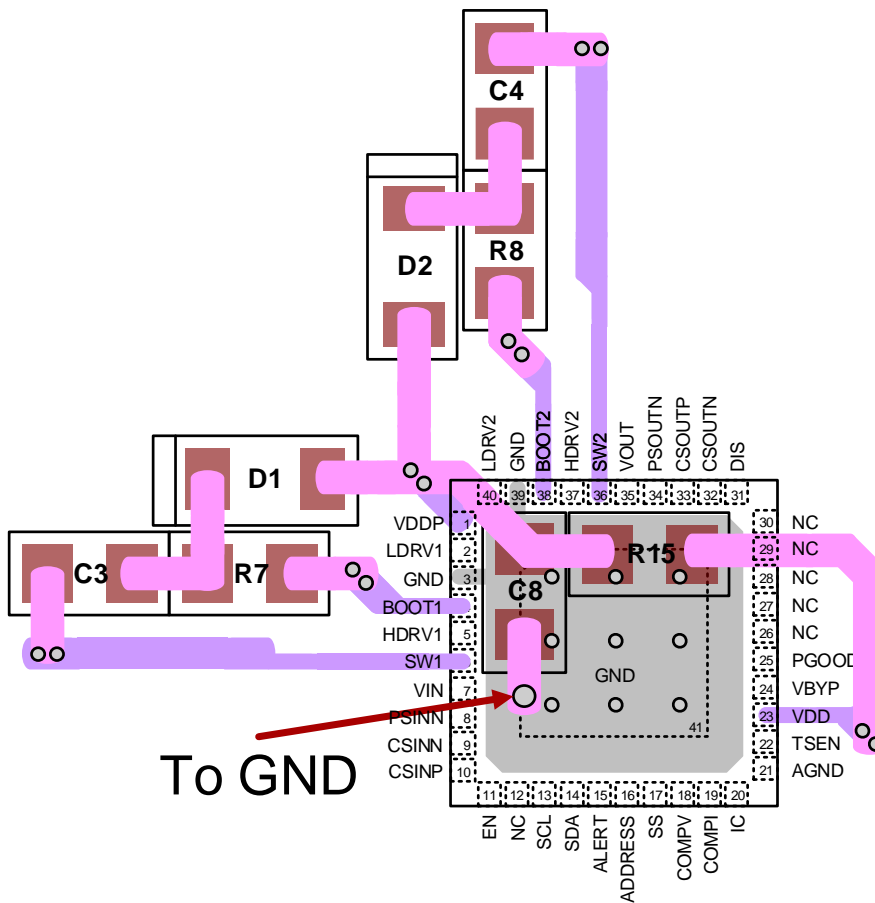 C4
R8
D2
D1
C3
R7
LDRV2
GND
BOOT2
HDRV2
SW2
VOUT
PSOUTN
CSOUTP
CSOUTN
DIS
40
39
38
37
36
35
34
33
32
31
VDDP 1
LDRV1 2
GND 3
BOOT1
HDRV1 5
SW1
VIN 7
PSINN 8
CSINN 9
CSINP 10
R15
C8
GND
41
30 NC
29 NC
28 NC
27 NC
26 NC
25 PGOOD
24 VBYP
23 VDD
22 TSEN
21 AGND
To GND
11
12
13
14
15
16
17
18
19
20
EN
NC
SCL
SDA
ALERT
ADDRESS
SS
COMPV
COMPI
IC